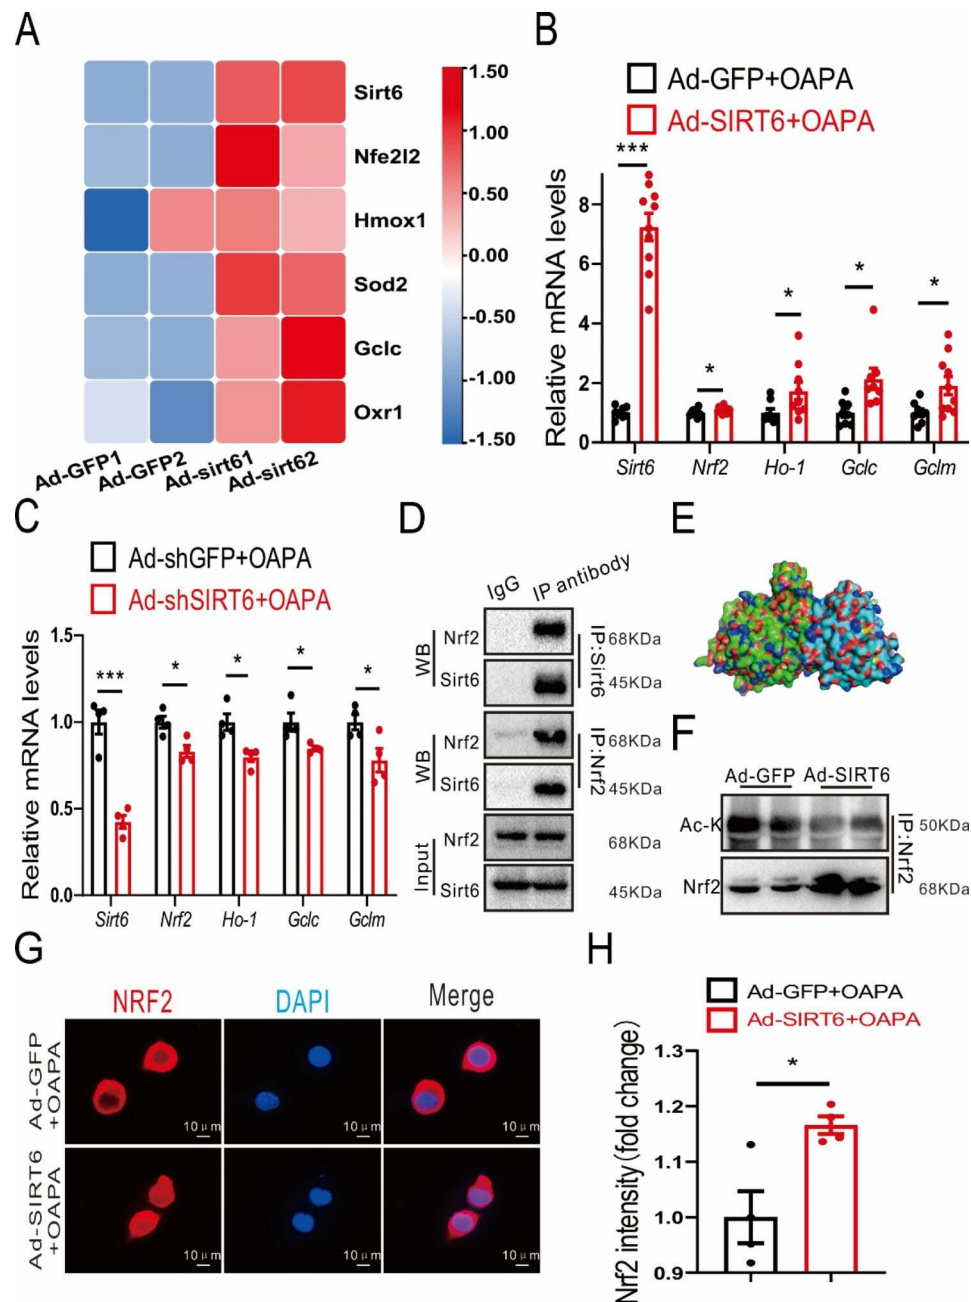 A
Sirt6
Nfe2l2
Hmox1
Sod2
Gclc
Oxr1
1.50
1.00
0.50
0.00
-0.50
-1.00
-1.50
Ad-GFP1
Ad-GFP2
Ad-sirt61
Ad-sirt62
B
Ad-GFP+OAPA
Ad-SIRT6+OAPA
Relative mRNA levels
8
6
4
2
0
***
*
*
*
*
Sirt6 Nrf2 Ho-1 Gclc Gclm
C
Ad-shGFP+OAPA
Ad-shSIRT6+OAPA
Relative mRNA levels
1.5
1.0
0.5
0.0
***
*
*
*
*
Sirt6 Nrf2 Ho-1 Gclc Gclm
D
IgG IP antibody
WB
Nrf2 68KDa
Sirt6 45KDa
IP:Sirt6
WB
Nrf2 68KDa
Sirt6 45KDa
IP:Nrf2
Input
Nrf2 68KDa
Sirt6 45KDa
E
F
Ad-GFP Ad-SIRT6
Ac-K 50KDa
Nrf2 68KDa
IP:Nrf2
G
NRF2 DAPI Merge
Ad-GFP
+OAPA
10 μm 10 μm 10 μm
Ad-SIRT6
+OAPA
10 μm 10 μm 10 μm
H
Ad-GFP+OAPA
Ad-SIRT6+OAPA
Nrf2 intensity(fold change)
1.3
1.2
1.1
1.0
0.9
*